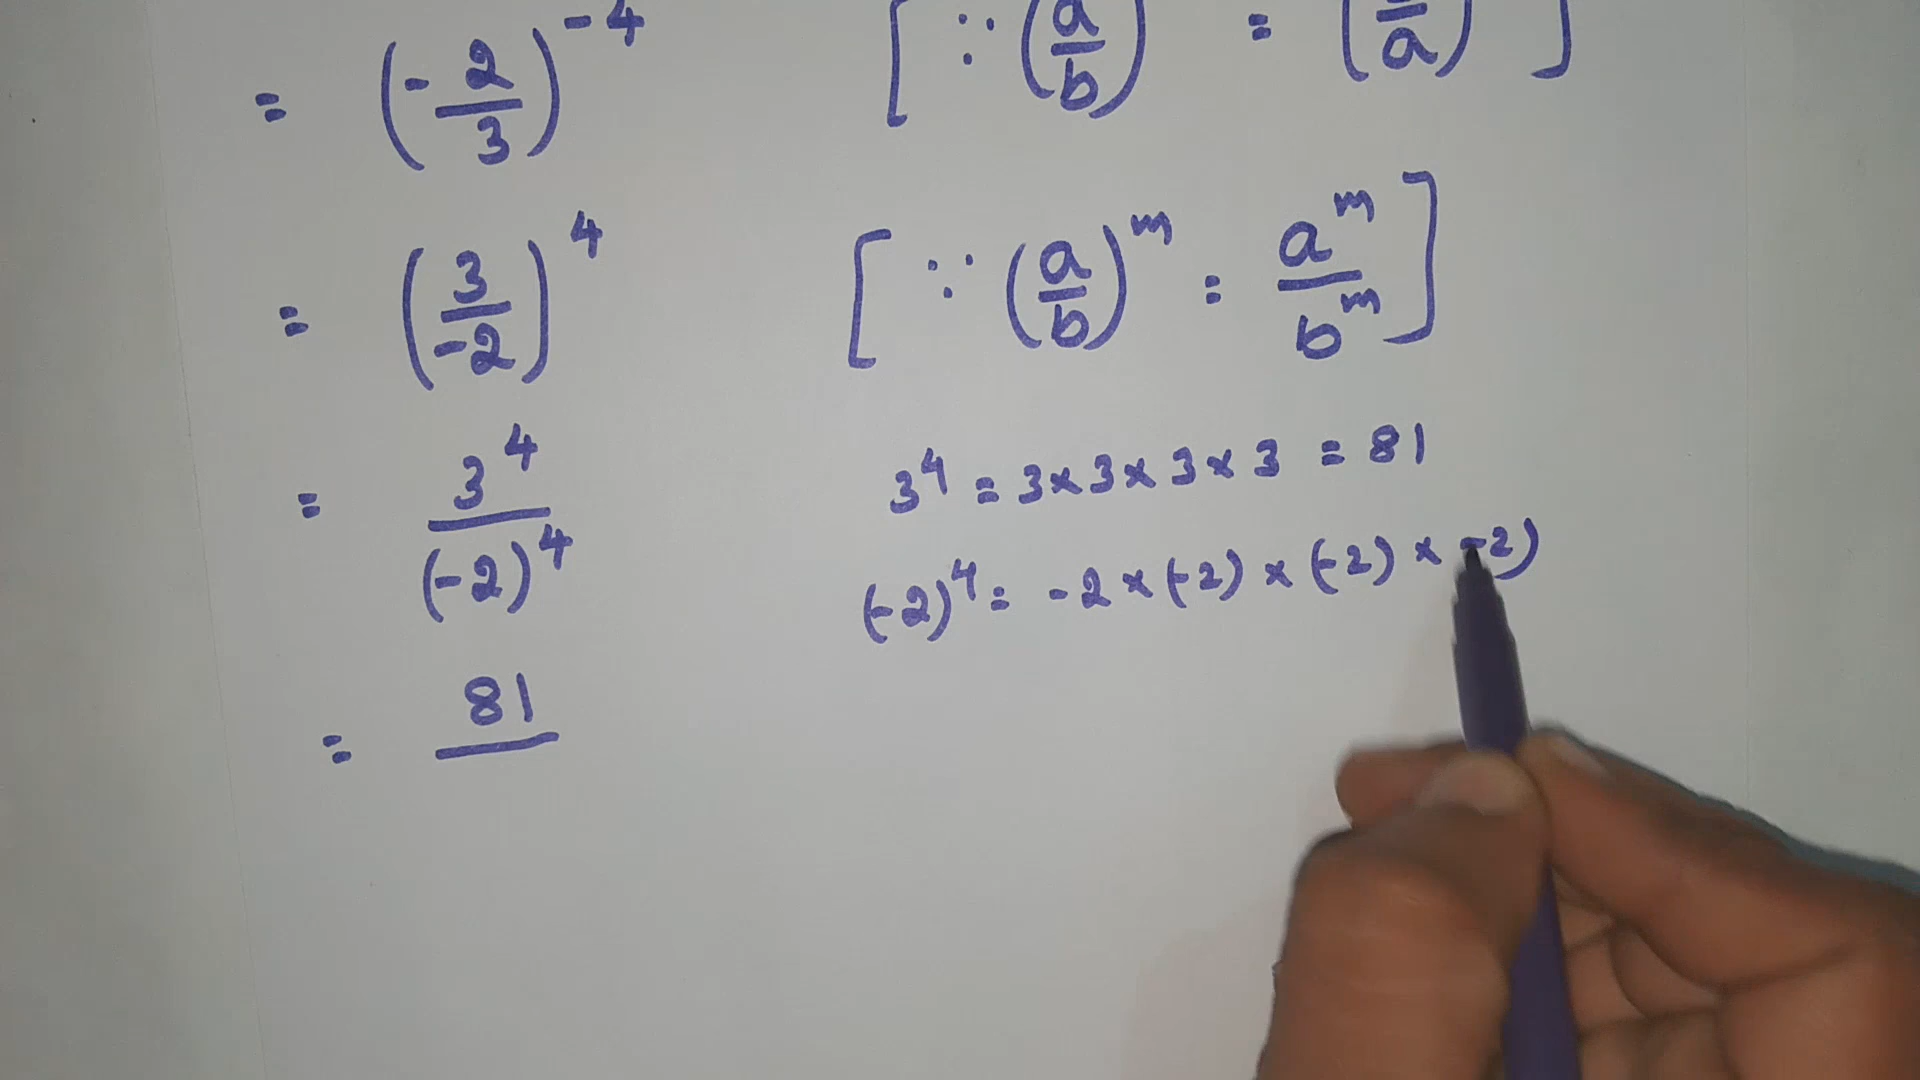 = (-2/3)^-4 [∵ (a/b) = (/a) ]
= (3/-2)^4 [∵ (a/b)^m = a^m/b^m]
= 3^4/(-2)^4
3^4 = 3×3×3×3 = 81
(-2)^4 = -2×(-2)×(-2)×-2)
= 81/